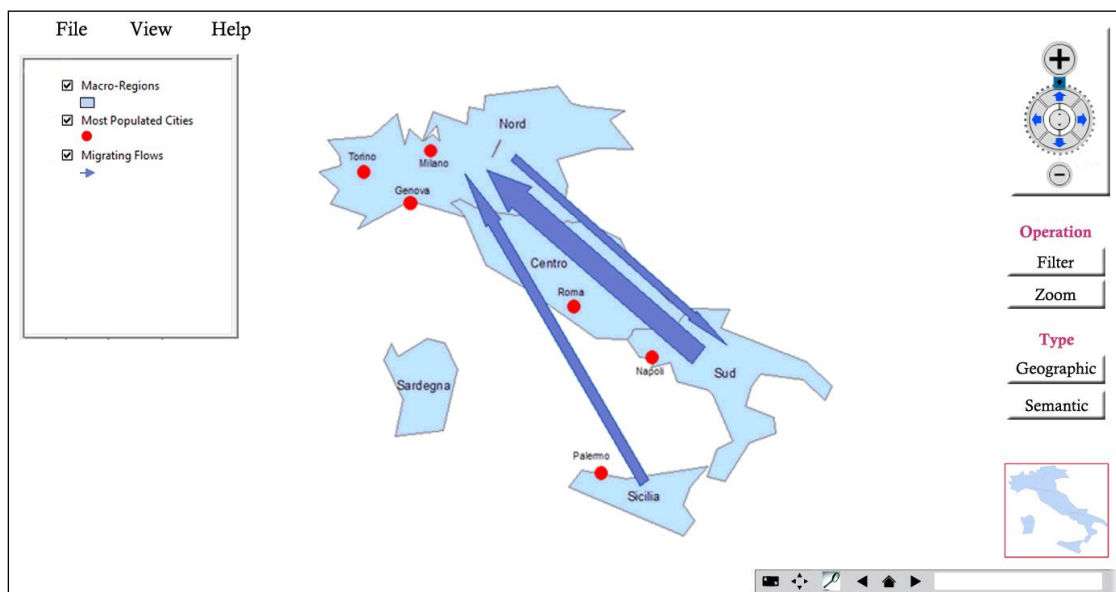 File View Help
Macro-Regions
Most Populated Cities
Migrating Flows
Nord
Torino
Milano
Genova
Centro
Roma
Napoli
Sud
Sardegna
Palermo
Sicilia
Operation
Filter
Zoom
Type
Geographic
Semantic